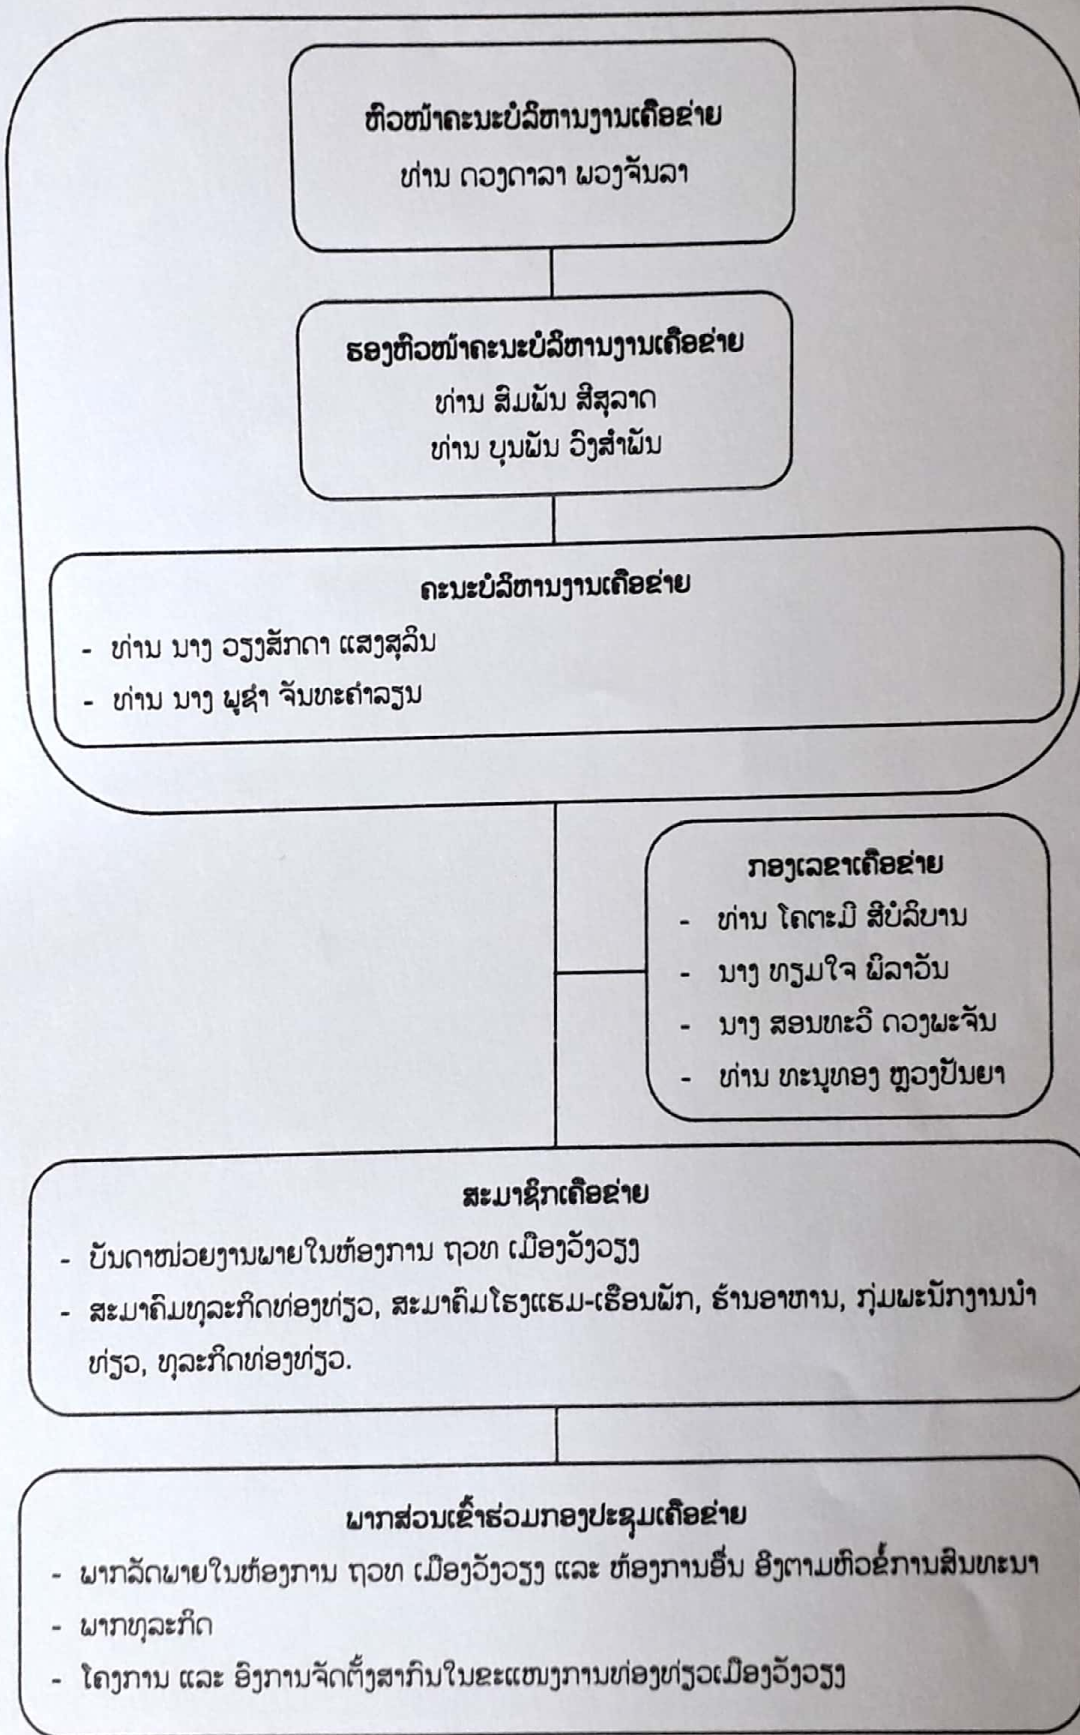 ຫົວໜ້າຄະນະບໍລິຫານງານເຄືອຂ່າຍ
ທ່ານ ດວງດາລາ ພວງຈັນລາ
ຮອງຫົວໜ້າຄະນະບໍລິຫານງານເຄືອຂ່າຍ
ທ່ານ ສົມພັນ ສີສຸລາດ
ທ່ານ ບຸນພັນ ວົງສຳພັນ
ຄະນະບໍລິຫານງານເຄືອຂ່າຍ
- ທ່ານ ນາງ ວຽງສັກດາ ແສງສຸລິນ
- ທ່ານ ນາງ ພູຊຳ ຈັນທະຄຳລຽນ
ກອງເລຂາເຄືອຂ່າຍ
- ທ່ານ ໂຄຕະມີ ສີບໍລິບານ
- ນາງ ທຽມໃຈ ພິລາວັນ
- ນາງ ສອນທະວີ ດວງພະຈັນ
- ທ່ານ ທະນູທອງ ຫຼວງປັນຍາ
ສະມາຊິກເຄືອຂ່າຍ
- ບັນດາໜ່ວຍງານພາຍໃນຫ້ອງການ ຖວທ ເມືອງວັງວຽງ
- ສະມາຄົມທຸລະກິດທ່ອງທ່ຽວ, ສະມາຄົມໂຮງແຮມ-ເຮືອນພັກ, ຮ້ານອາຫານ, ກຸ່ມພະນັກງານນຳ
ທ່ຽວ, ທຸລະກິດທ່ອງທ່ຽວ.
ພາກສ່ວນເຂົ້າຮ່ວມກອງປະຊຸມເຄືອຂ່າຍ
- ພາກລັດພາຍໃນຫ້ອງການ ຖວທ ເມືອງວັງວຽງ ແລະ ຫ້ອງການອື່ນ ອີງຕາມຫົວຂໍ້ການສົນທະນາ
- ພາກທຸລະກິດ
- ໂຄງການ ແລະ ອົງການຈັດຕັ້ງສາກົນໃນຂະແໜງການທ່ອງທ່ຽວເມືອງວັງວຽງ